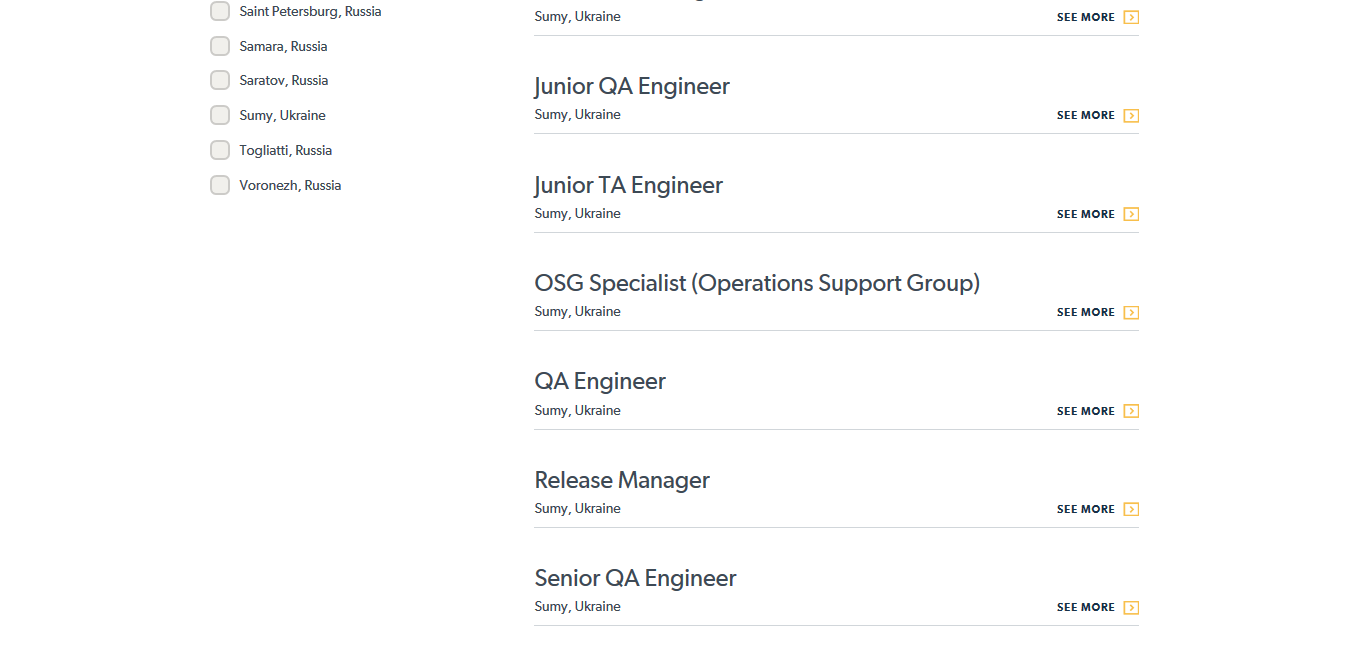 Saint Petersburg, Russia
Samara, Russia
Saratov, Russia
Sumy, Ukraine
Togliatti, Russia
Voronezh, Russia
Sumy, Ukraine
SEE MORE
Junior QA Engineer
Sumy, Ukraine
SEE MORE
Junior TA Engineer
Sumy, Ukraine
SEE MORE
OSG Specialist (Operations Support Group)
Sumy, Ukraine
SEE MORE
QA Engineer
Sumy, Ukraine
SEE MORE
Release Manager
Sumy, Ukraine
SEE MORE
Senior QA Engineer
Sumy, Ukraine
SEE MORE